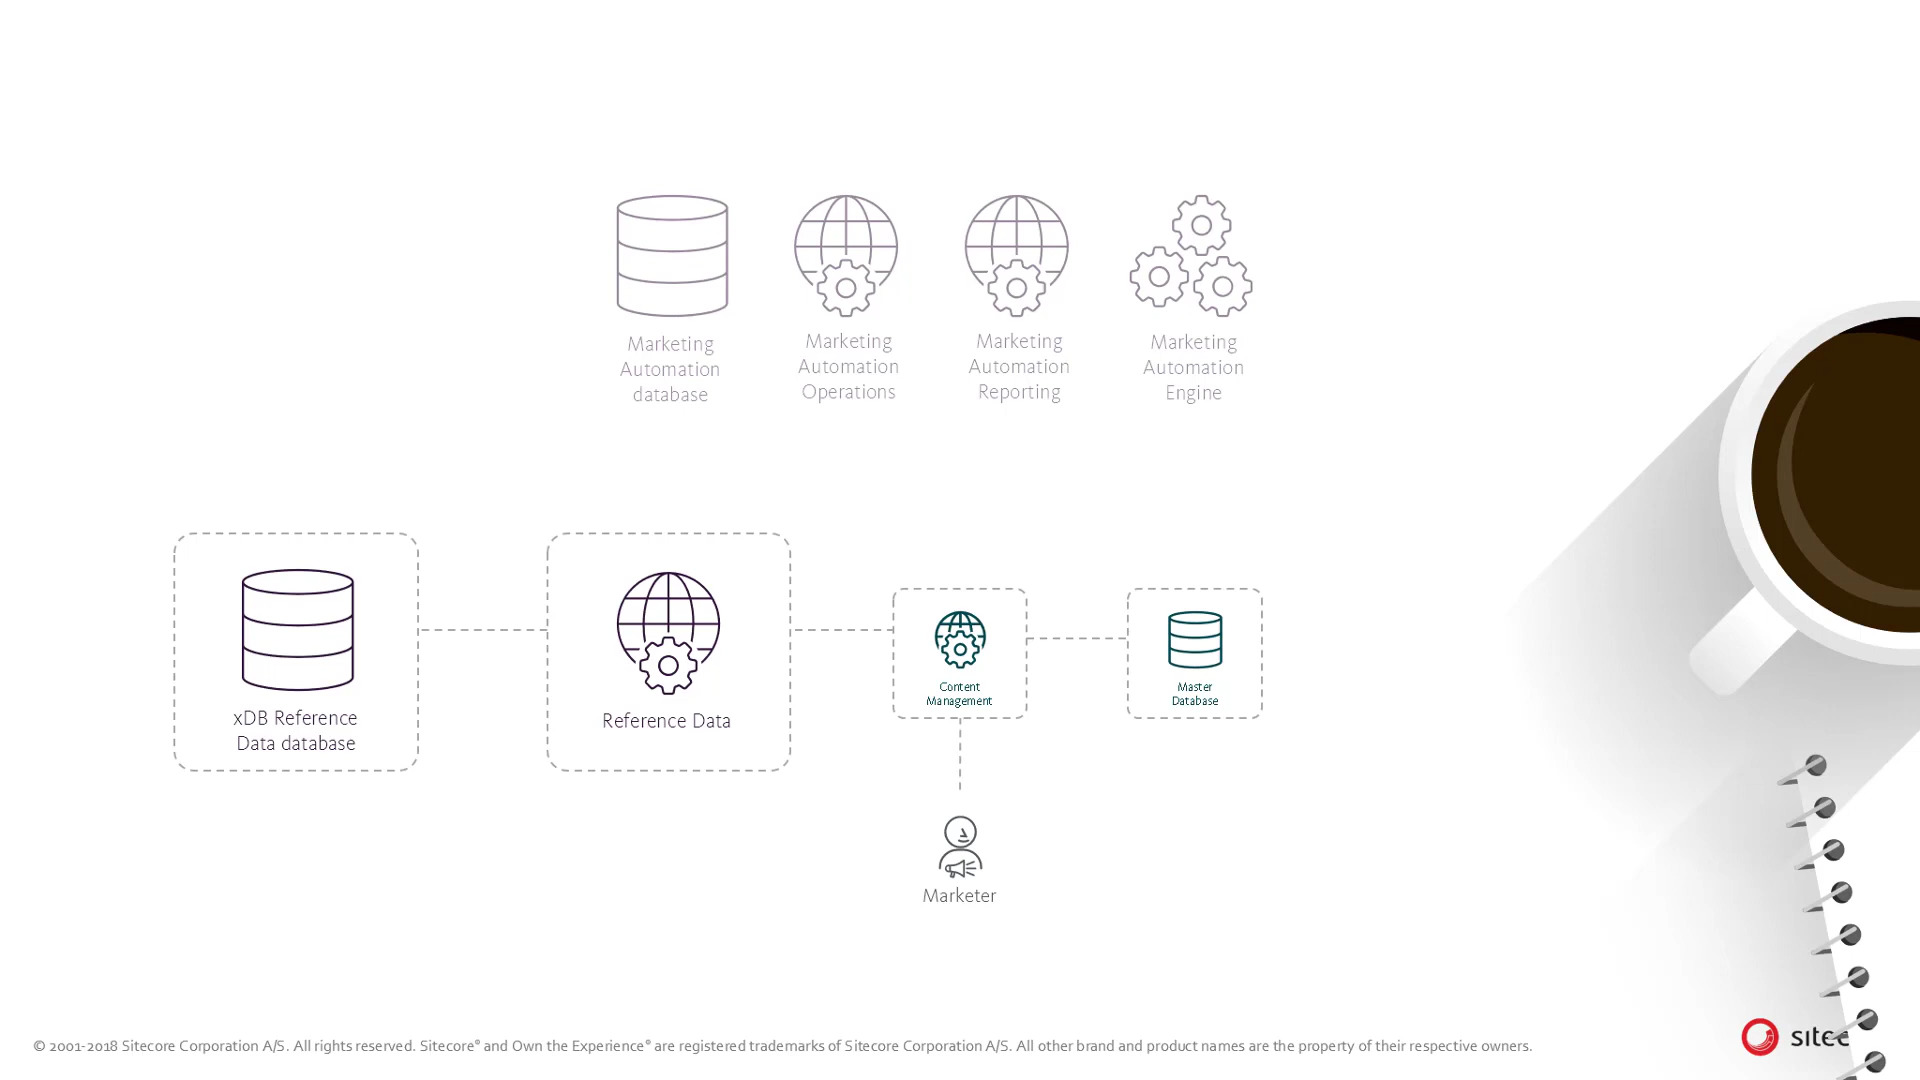 Marketing
Automation
database
Marketing
Automation
Operations
Marketing
Automation
Reporting
Marketing
Automation
Engine
xDB Reference
Data database
Reference Data
Content
Management
Master
Database
Marketer
© 2001-2018 Sitecore Corporation A/S. All rights reserved. Sitecore® and Own the Experience® are registered trademarks of Sitecore Corporation A/S. All other brand and product names are the property of their respective owners.
sitec